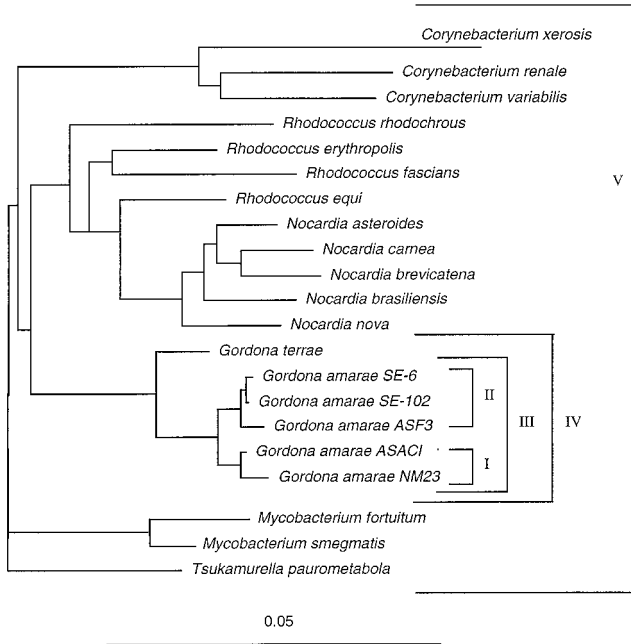 Corynebacterium xerosis
Corynebacterium renale
Corynebacterium variabilis
Rhodococcus rhodochrous
Rhodococcus erythropolis
Rhodococcus fascians
V
Rhodococcus equi
Nocardia asteroides
Nocardia carnea
Nocardia brevicatena
Nocardia brasiliensis
Nocardia nova
Gordona terrae
Gordona amarae SE-6
II
Gordona amarae SE-102
Gordona amarae ASF3
III
IV
Gordona amarae ASACI
I
Gordona amarae NM23
Mycobacterium fortuitum
Mycobacterium smegmatis
Tsukamurella paurometabola
0.05